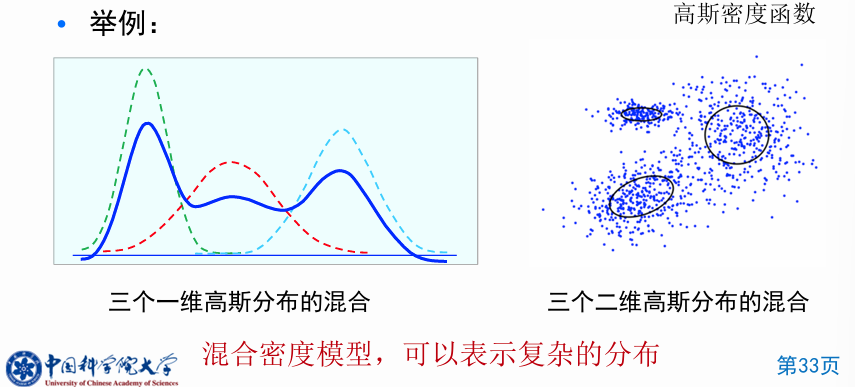 高斯密度函数
• 举例：
三个一维高斯分布的混合
三个二维高斯分布的混合
混合密度模型，可以表示复杂的分布
中国科学院大学
University of Chinese Academy of Sciences
第33页